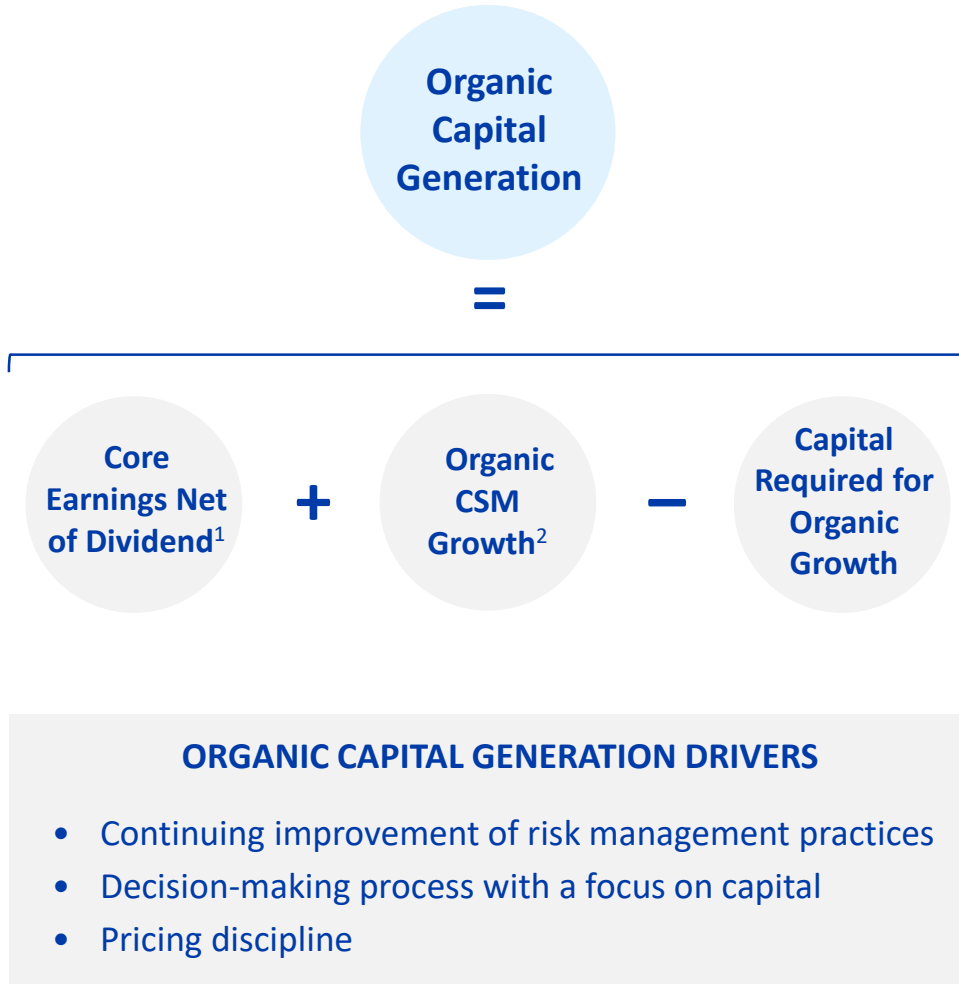 Organic
Capital
Generation
=
Core
Earnings Net
of Dividend¹
+
Organic
CSM
Growth²
−
Capital
Required for
Organic
Growth
ORGANIC CAPITAL GENERATION DRIVERS
• Continuing improvement of risk management practices
• Decision-making process with a focus on capital
• Pricing discipline